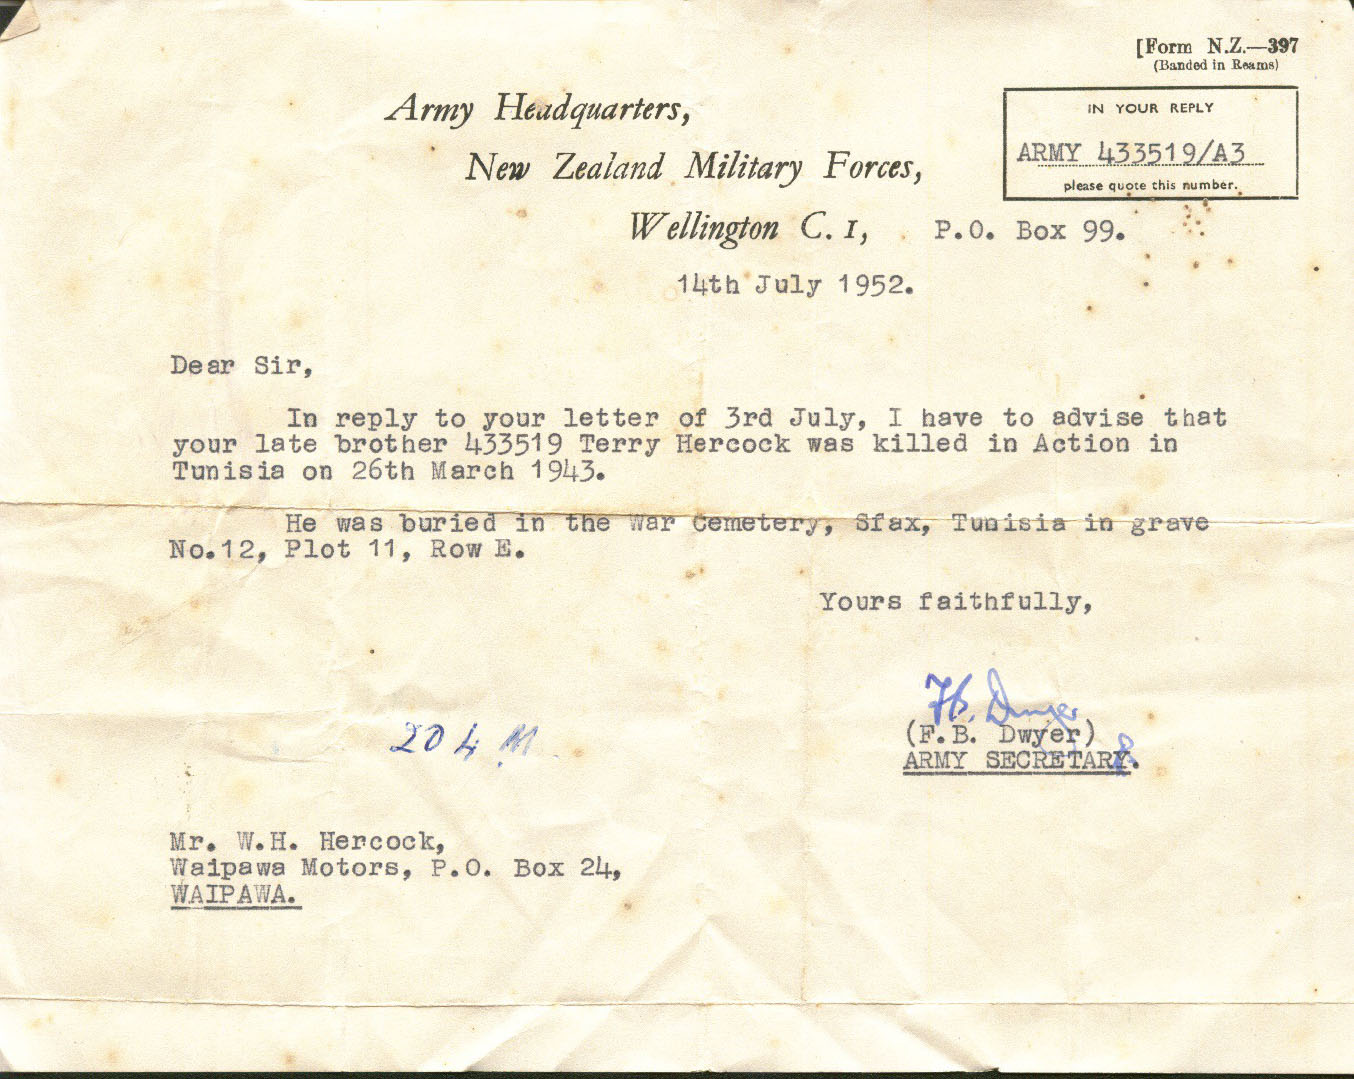 [Form N.Z.—397
(Banded in Reams)
IN YOUR REPLY
ARMY 433519/A3
please quote this number.
Army Headquarters,
New Zealand Military Forces,
Wellington C. 1, P.O. Box 99.
14th July 1952.
Dear Sir,
In reply to your letter of 3rd July, I have to advise that
your late brother 433519 Terry Hercock was killed in Action in
Tunisia on 26th March 1943.
He was buried in the War Cemetery, Sfax, Tunisia in grave
No.12, Plot 11, Row E.
Yours faithfully,
F.B. Dwyer
(F.B. Dwyer)
ARMY SECRETARY.
204
Mr. W.H. Hercock,
Waipawa Motors, P.O. Box 24,
WAIPAWA.